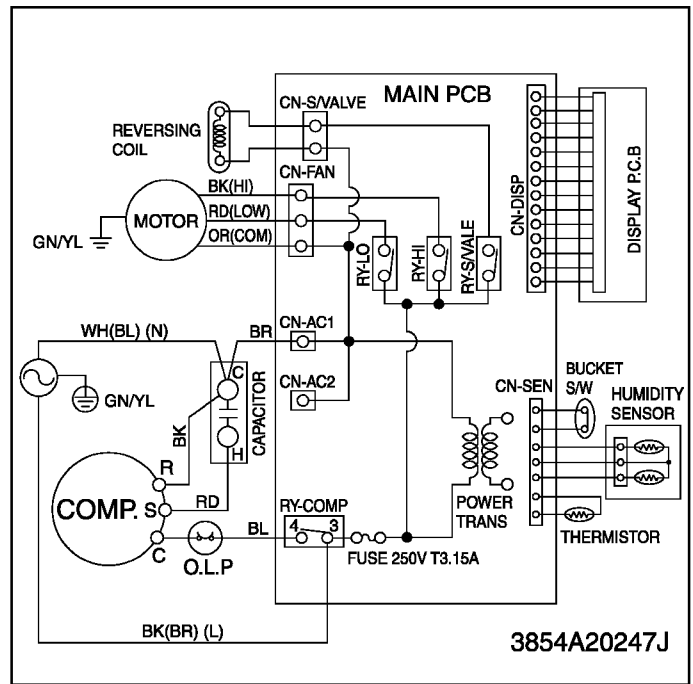 MAIN PCB
CN-S/VALVE
REVERSING
COIL
CN-FAN
BK(HI)
RD(LOW)
OR(COM)
MOTOR
GN/YL
RY-LO
RY-HI
RY-S/VALE
CN-DISP
DISPLAY P.C.B
WH(BL) (N)
BR
CN-AC1
CN-AC2
GN/YL
C
H
CAPACITOR
BK
R
COMP.
S
RD
C
O.L.P
BL
RY-COMP
4
3
FUSE 250V T3.15A
POWER
TRANS
CN-SEN
BUCKET
S/W
HUMIDITY
SENSOR
THERMISTOR
BK(BR) (L)
3854A20247J